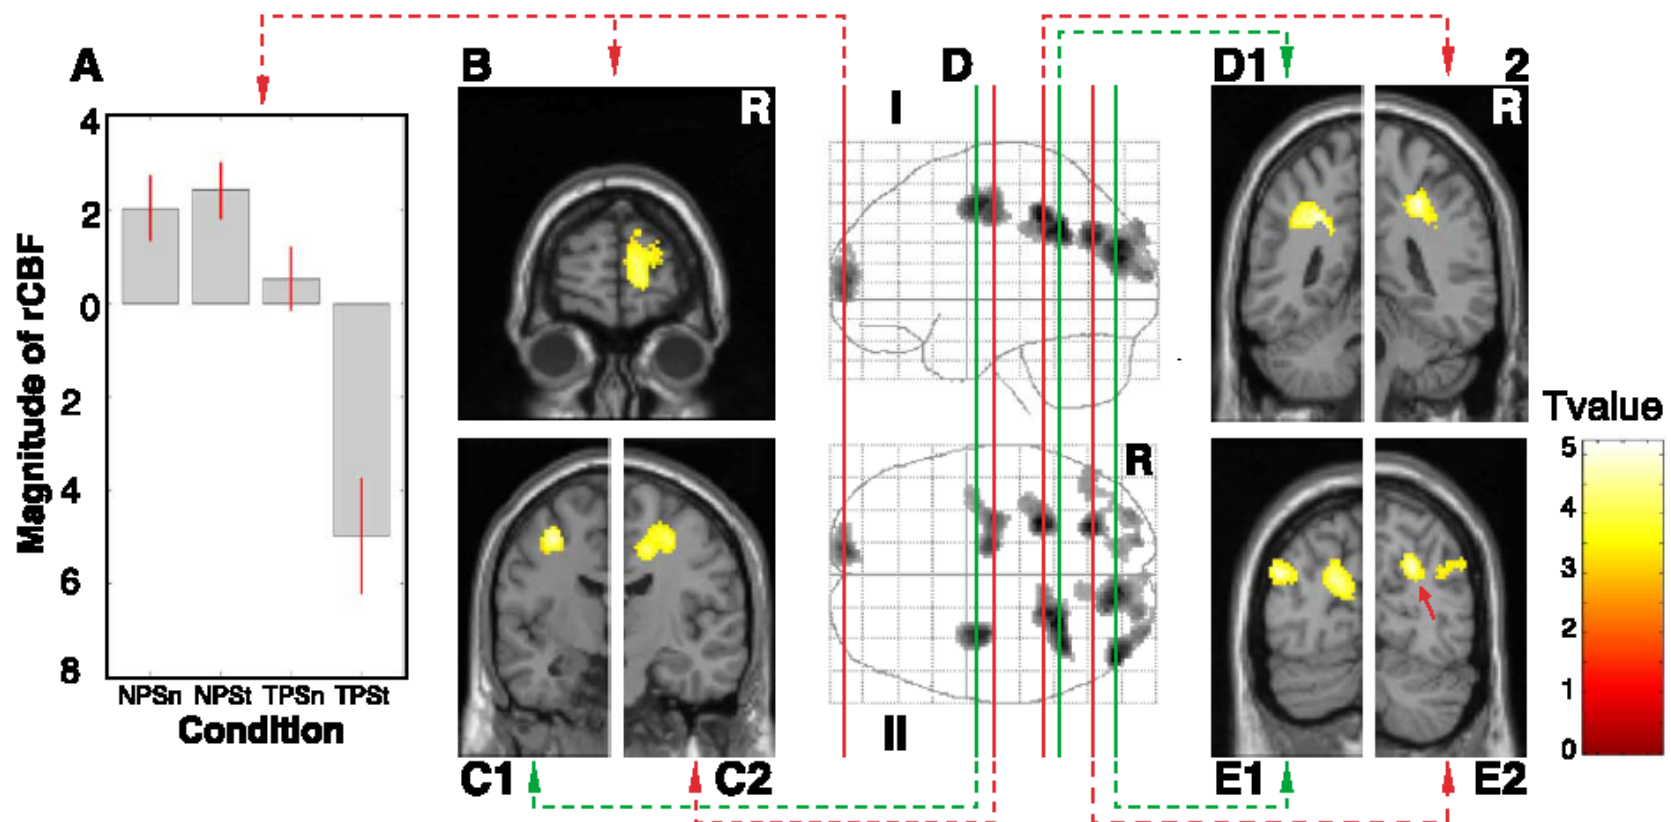 A
B
D
D1
2
I
R
R
4
2
0
2
4
6
8
Magnitude of rCBF
NPSn NPSt TPSn TPSt
Condition
R
II
C1
C2
E1
E2
Tvalue
5
4
3
2
1
0